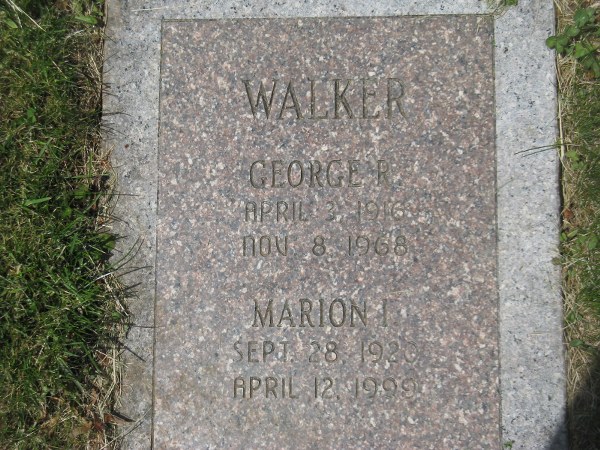 WALKER
GEORGE R.
APRIL 3, 1916
NOV. 8, 1968
MARION I.
SEPT. 28, 1920
APRIL 12, 1999